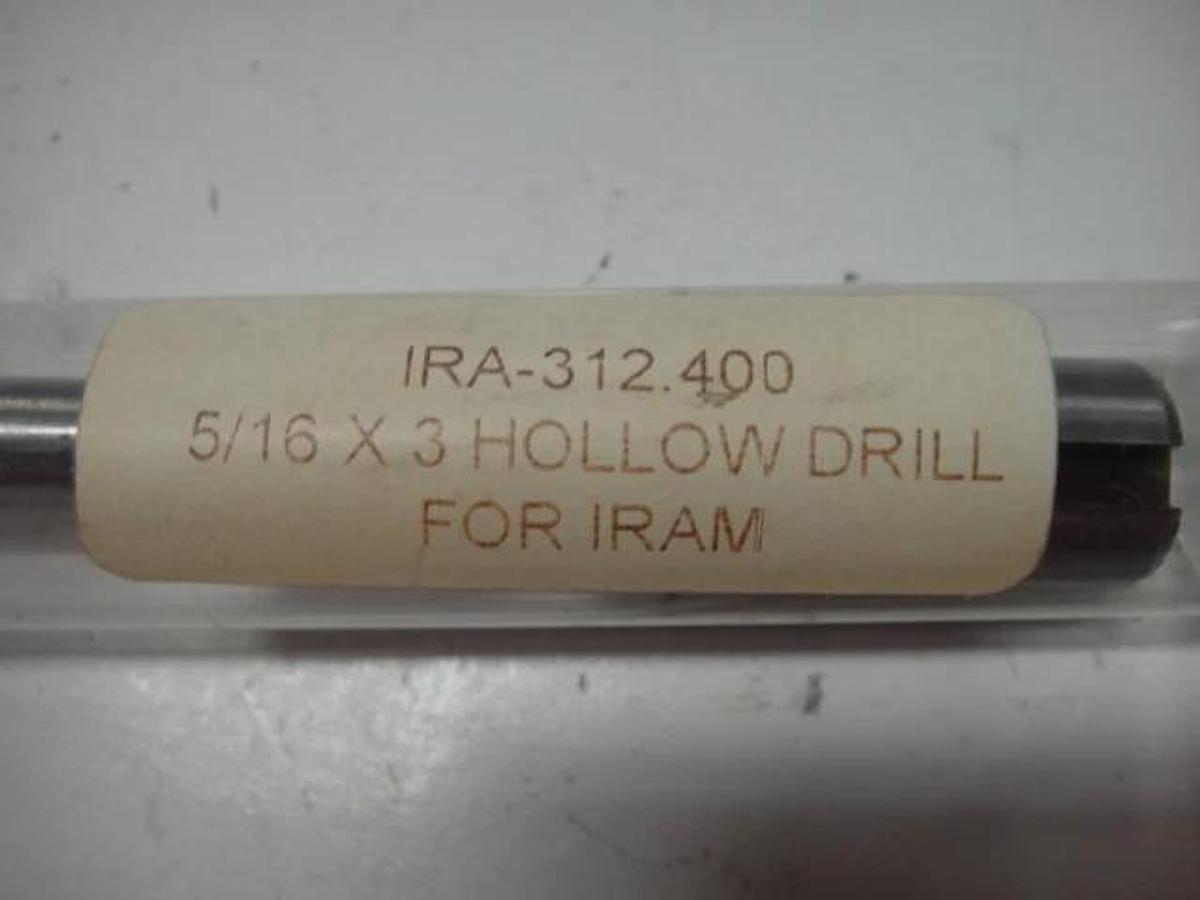 IRA-312.400
5/16 X 3 HOLLOW DRILL
FOR IRAM